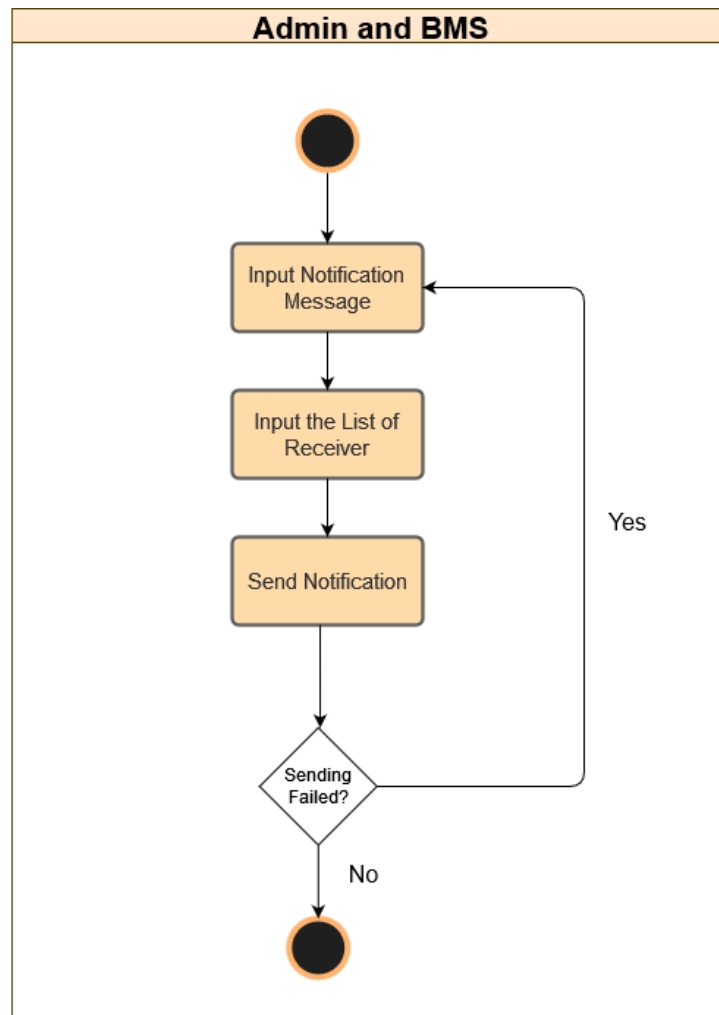 Admin and BMS
Input Notification
Message
Input the List of
Receiver
Yes
Send Notification
Sending
Failed?
No